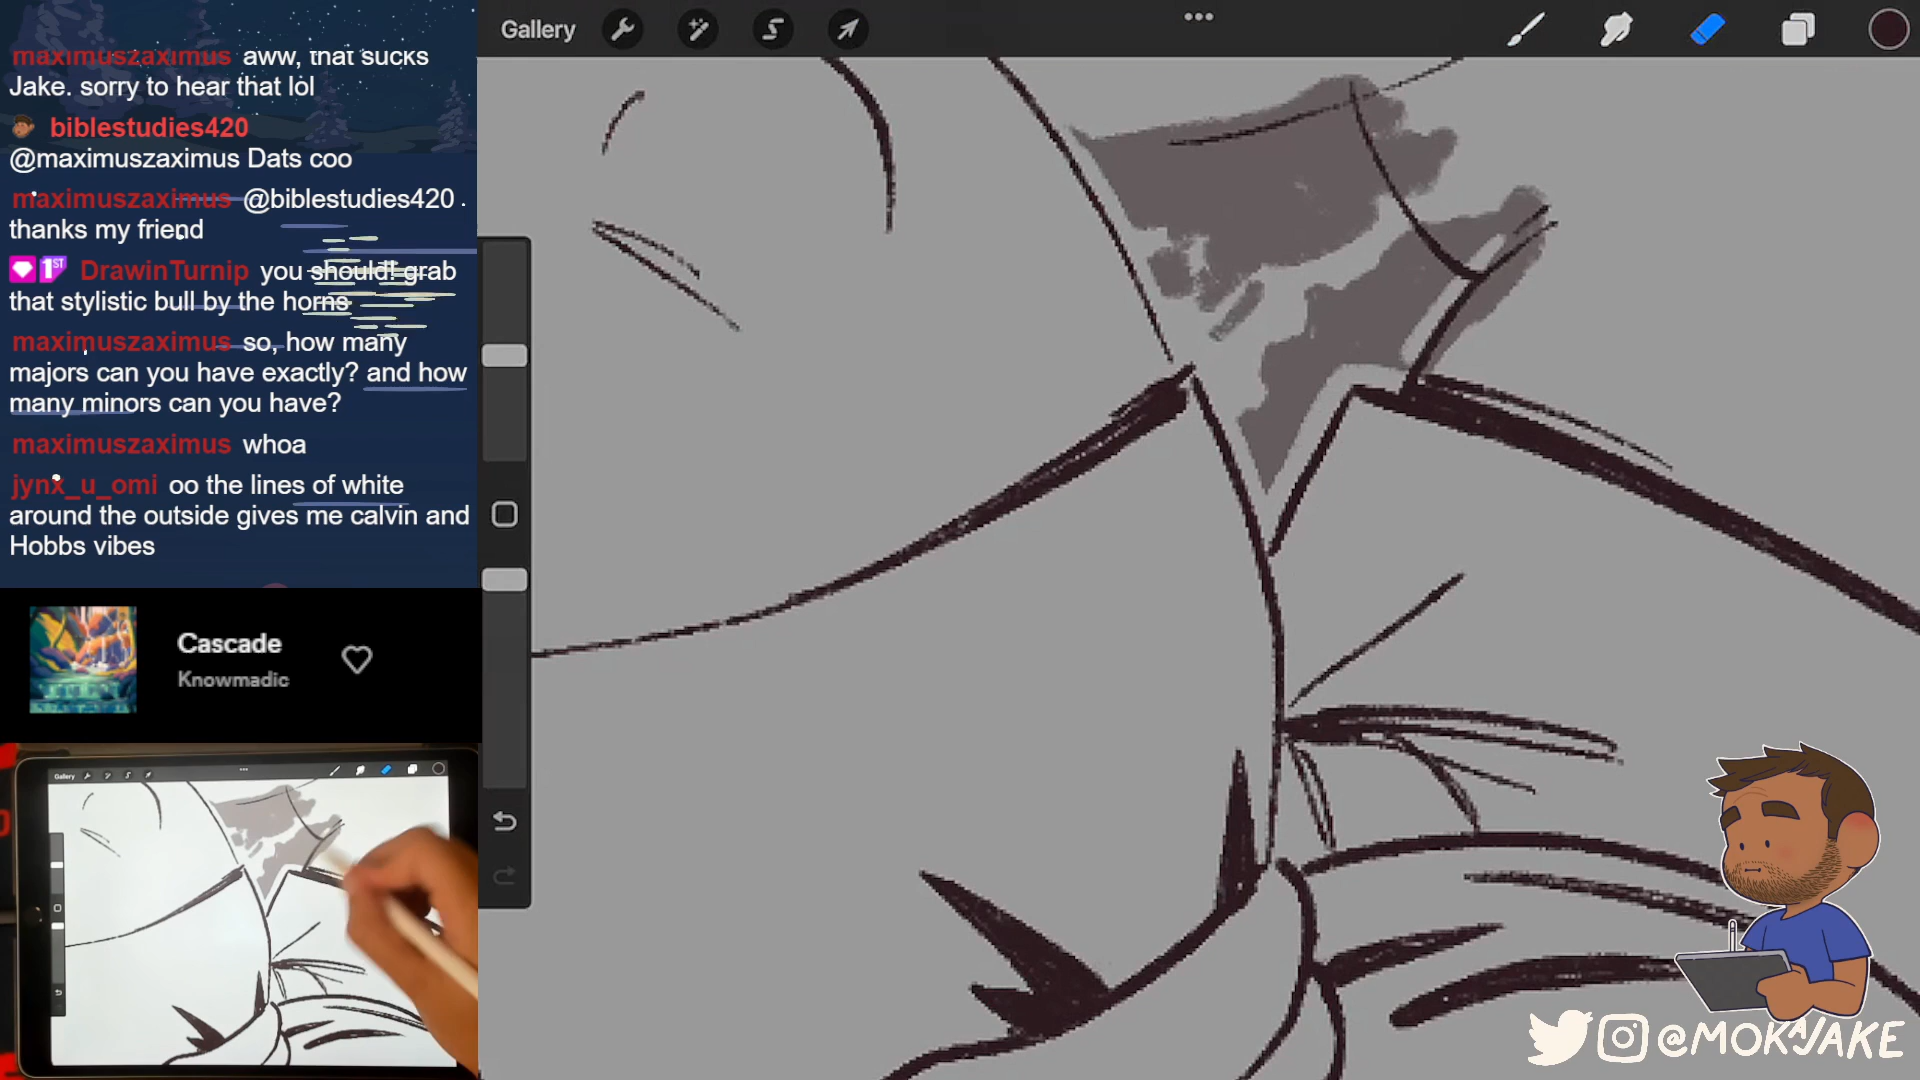 maximuszaximus aww, that sucks
Jake. sorry to hear that lol
biblestudies420
@maximuszaximus Dats coo
maximuszaximus @biblestudies420 .
thanks my friend
1ST DrawinTurnip you should! grab
that stylistic bull by the horns
maximuszaximus so, how many
majors can you have exactly? and how
many minors can you have?
maximuszaximus whoa
jynx_u_omi oo the lines of white
around the outside gives me calvin and
Hobbs vibes
Cascade
Knowmadic
Gallery
Gallery
@MOKAJAKE